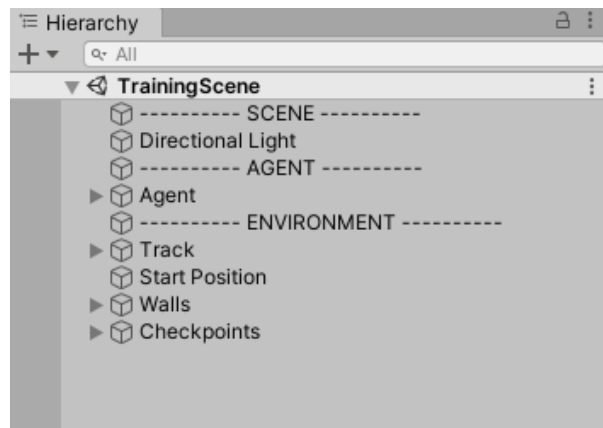 Hierarchy
All
TrainingScene
---------- SCENE ----------
Directional Light
---------- AGENT ----------
Agent
---------- ENVIRONMENT ----------
Track
Start Position
Walls
Checkpoints